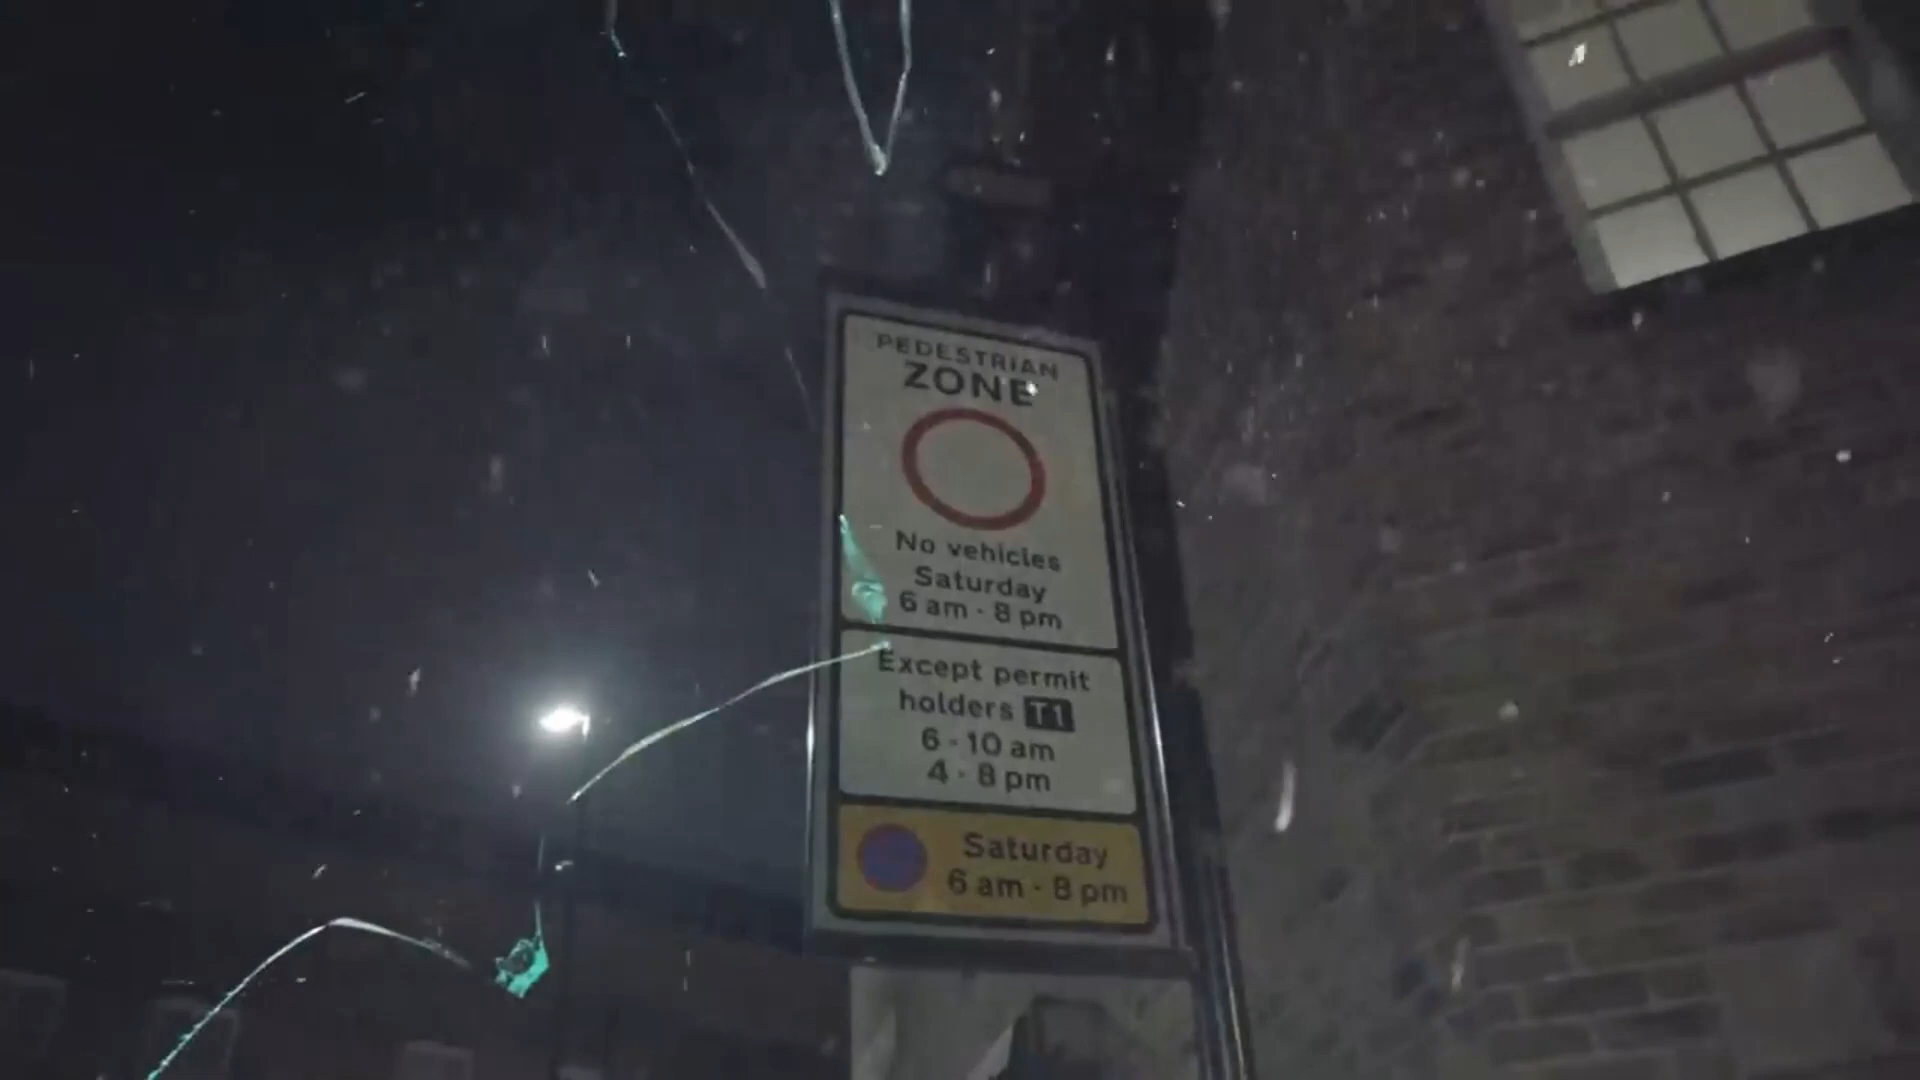 PEDESTRIAN
ZONE
No vehicles
Saturday
6 am - 8 pm
Except permit
holders T1
6 - 10 am
4 - 8 pm
Saturday
6 am - 8 pm